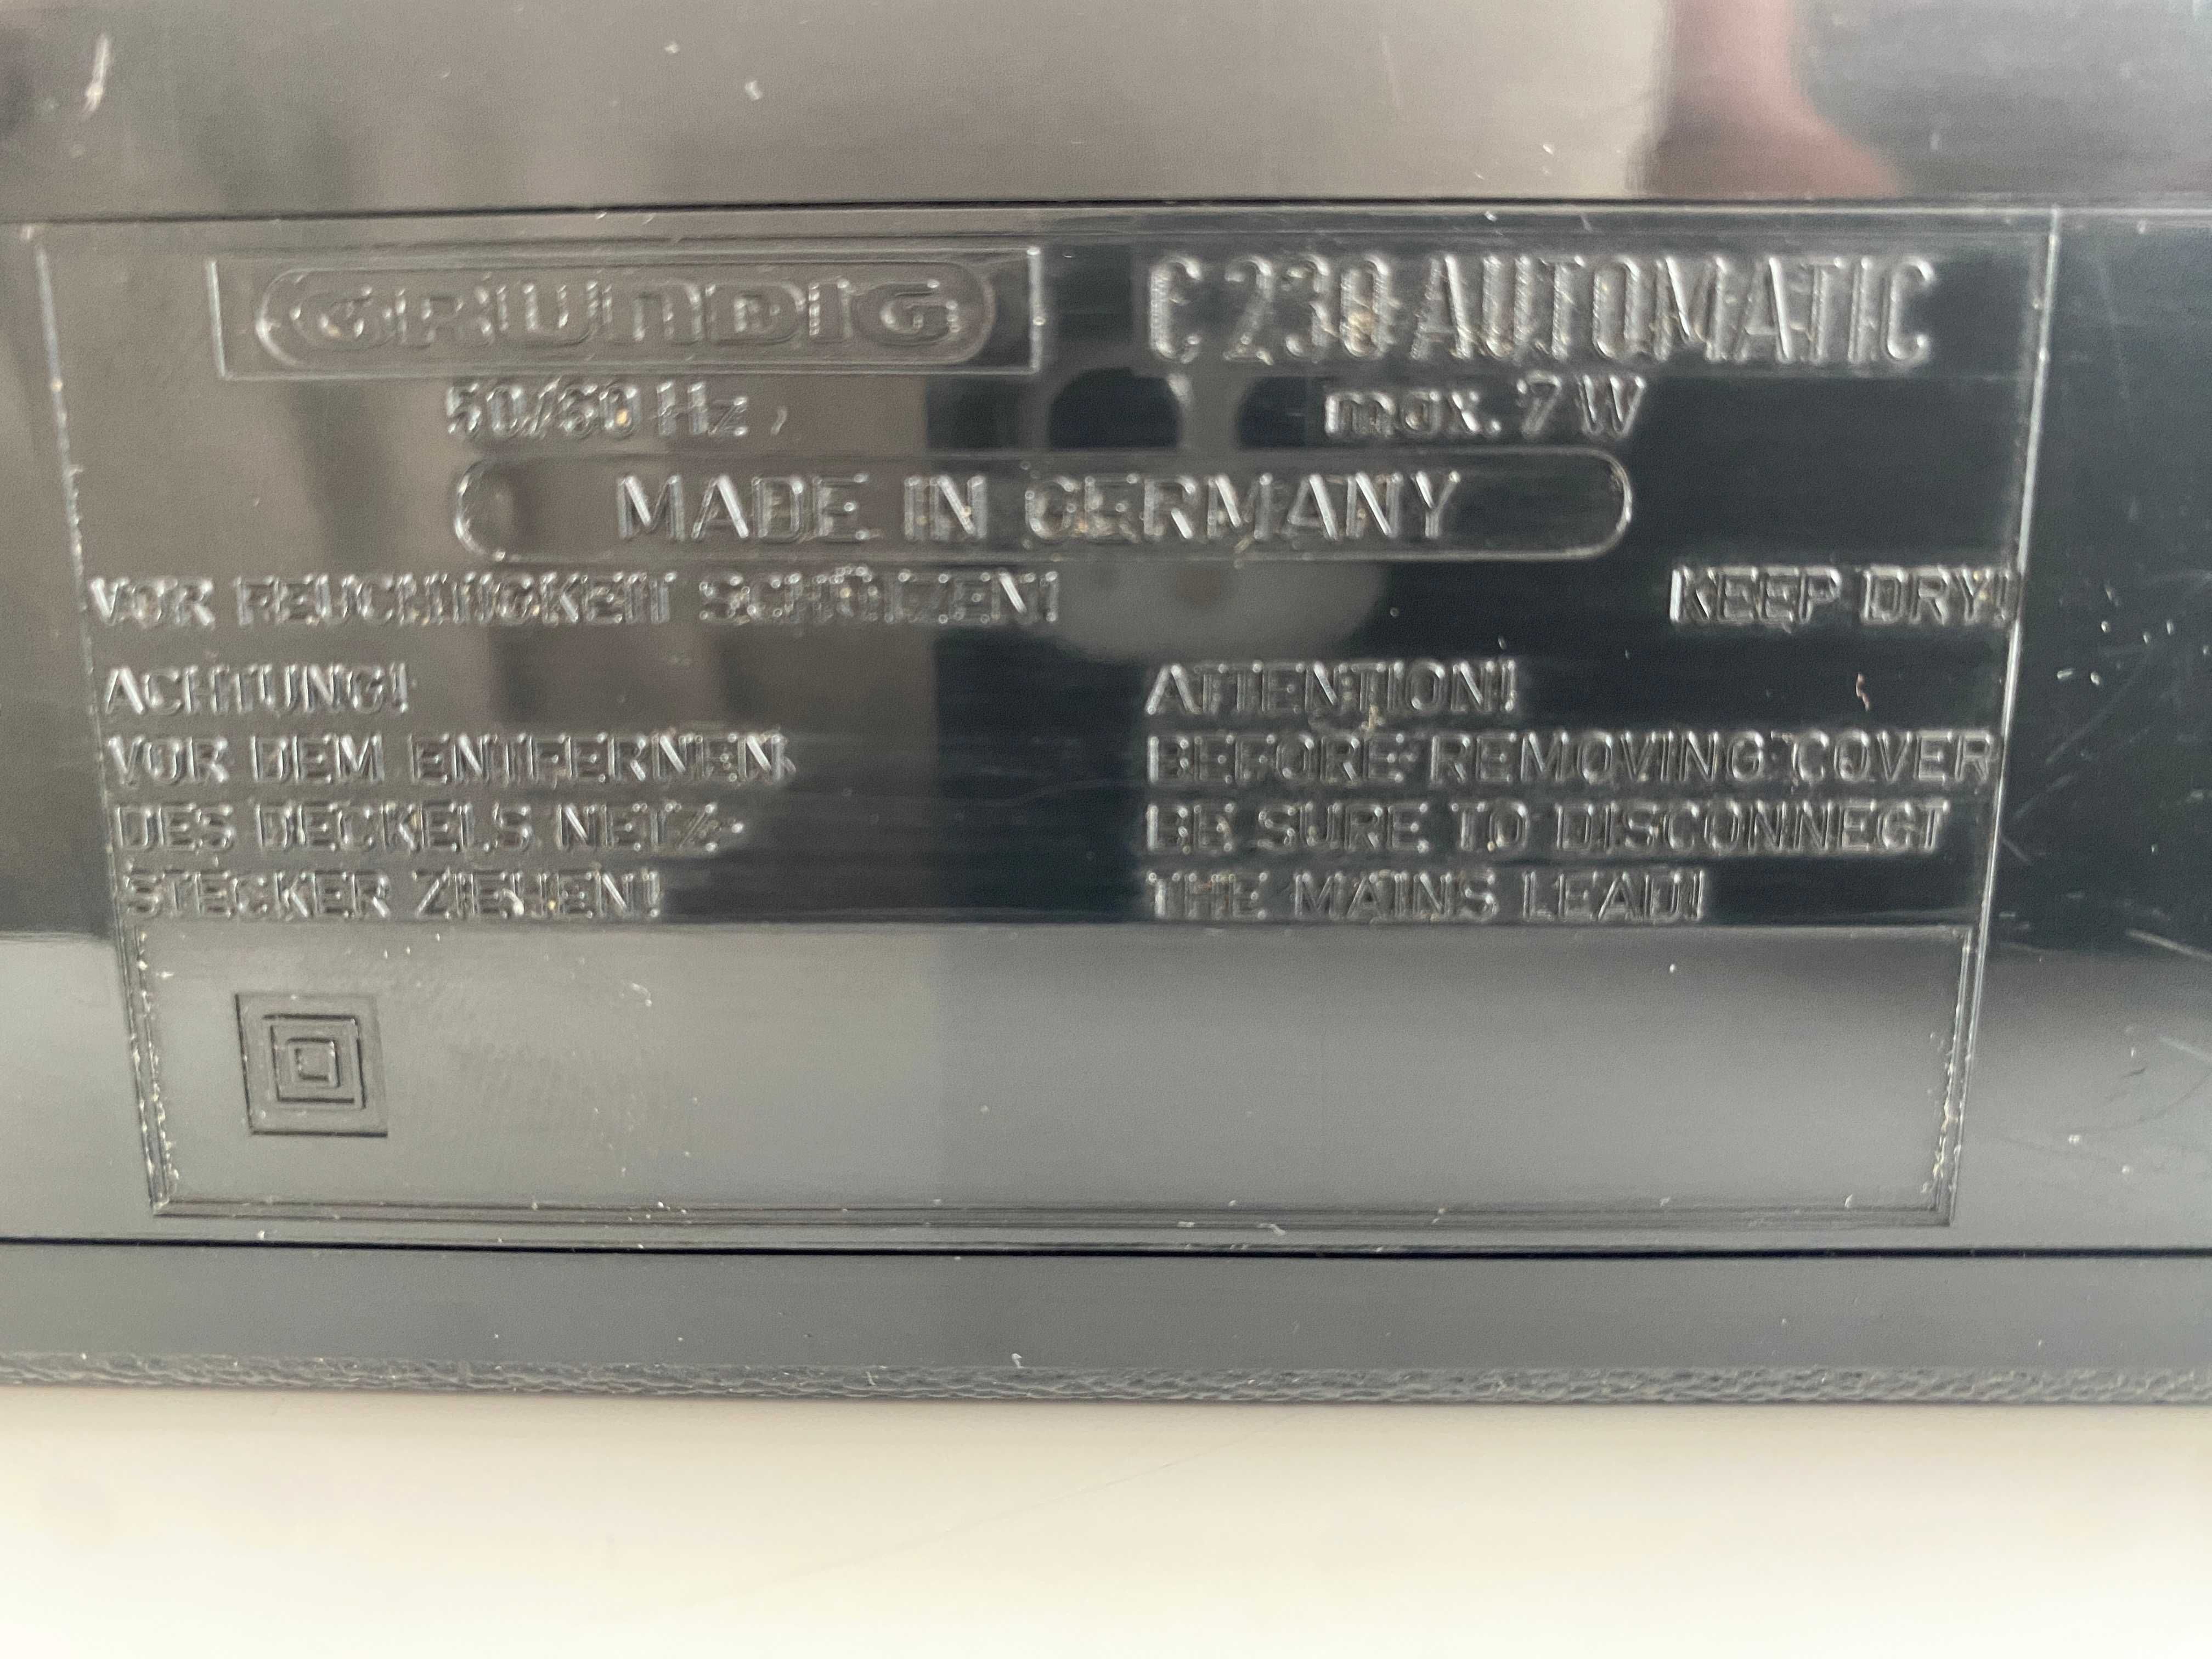 GRUNDIG C 230 AUTOMATIC
50/60 Hz max. 7 W
MADE IN GERMANY
VOR FEUCHTIGKEIT SCHÜTZEN! KEEP DRY!
ACHTUNG!
VOR DEM ENTFERNEN
DES DECKELS NETZ-
STECKER ZIEHEN!
ATTENTION!
BEFORE REMOVING COVER
BE SURE TO DISCONNECT
THE MAINS LEAD!